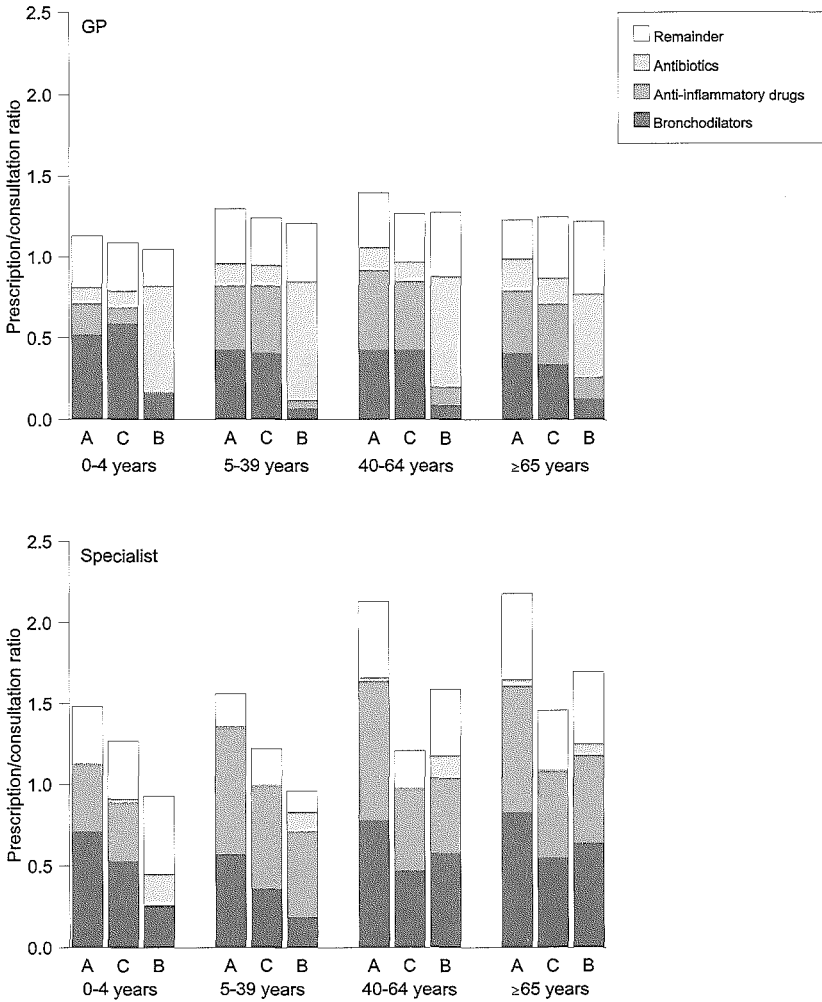 GP
Remainder
Antibiotics
Anti-inflammatory drugs
Bronchodilators
Prescription/consultation ratio
2.5
2.0
1.5
1.0
0.5
0.0
A C B A C B A C B A C B
0-4 years 5-39 years 40-64 years ≥65 years
Specialist
Prescription/consultation ratio
2.5
2.0
1.5
1.0
0.5
0.0
A C B A C B A C B A C B
0-4 years 5-39 years 40-64 years ≥65 years